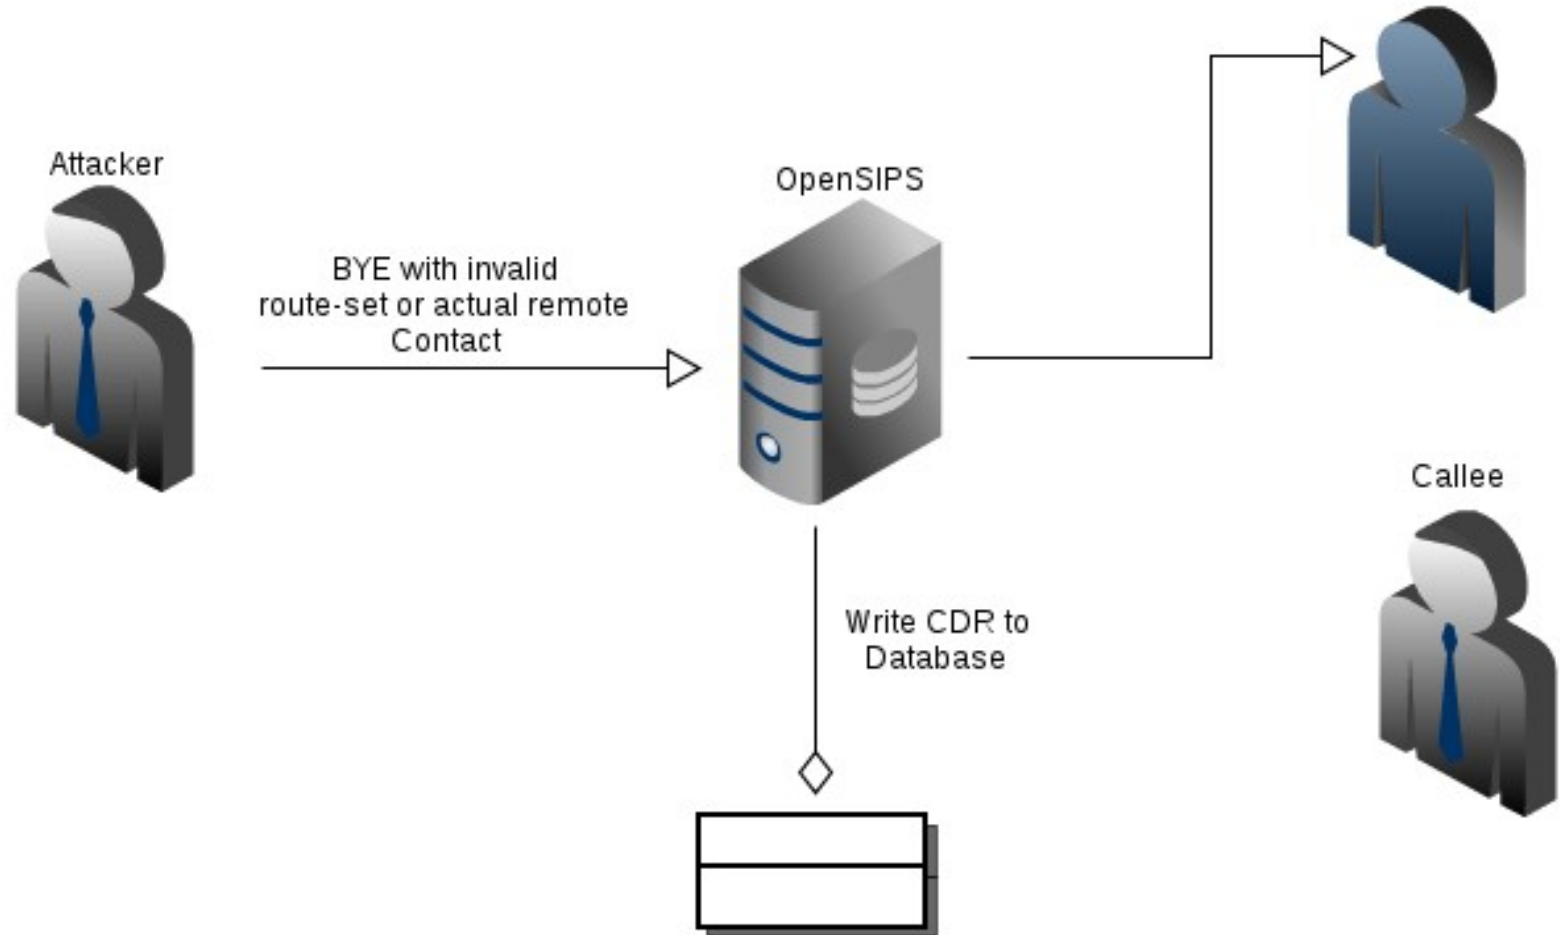 Attacker
OpenSIPS
BYE with invalid
route-set or actual remote
Contact
Callee
Write CDR to
Database